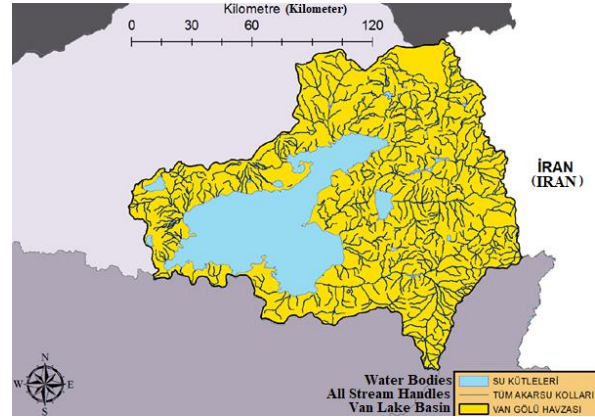 Kilometre (Kilometer)
0 30 60 120
İRAN
(IRAN)
N
W E
S
Water Bodies SU KÜTLELERİ
All Stream Handles TÜM AKARSU KOLLARI
Van Lake Basin VAN GÖLÜ HAVZASI